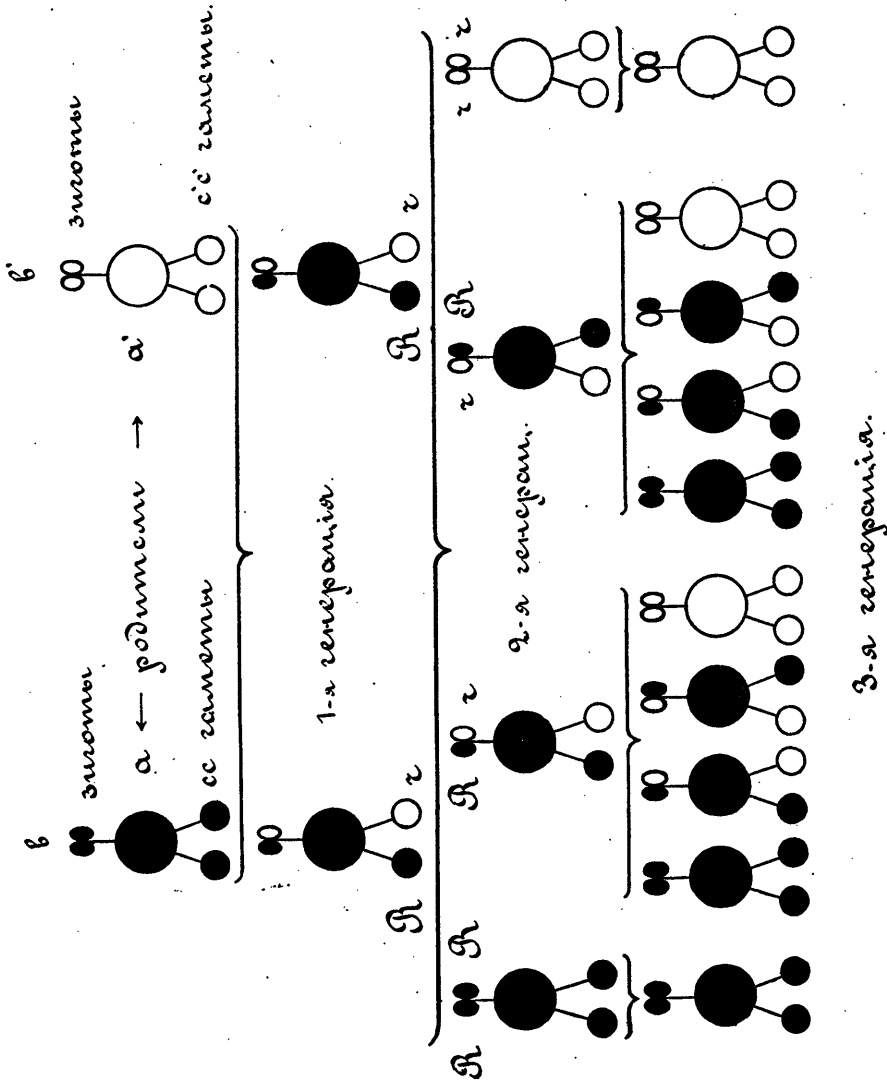 в в'
зиготы зиготы
а ← родители → а'
сс гаметы с'с' гаметы.
1-я генерація.
R r R r
R R R r r R r r
2-я генерац.
3-я генерація.